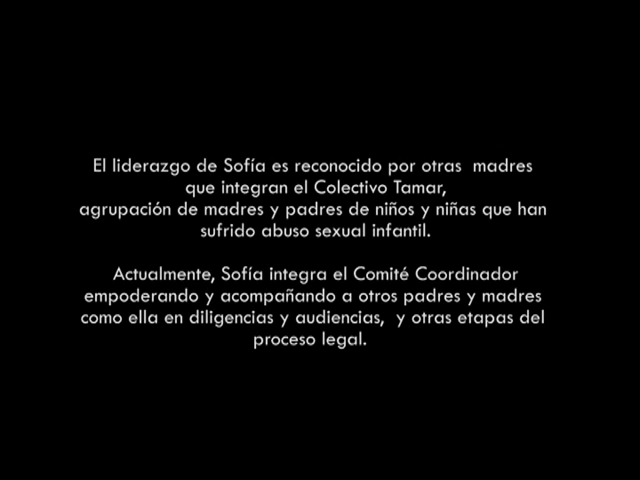 El liderazgo de Sofía es reconocido por otras  madres
que integran el Colectivo Tamar,
agrupación de madres y padres de niños y niñas que han
sufrido abuso sexual infantil.
Actualmente, Sofía integra el Comité Coordinador
empoderando y acompañando a otros padres y madres
como ella en diligencias y audiencias,  y otras etapas del
proceso legal.